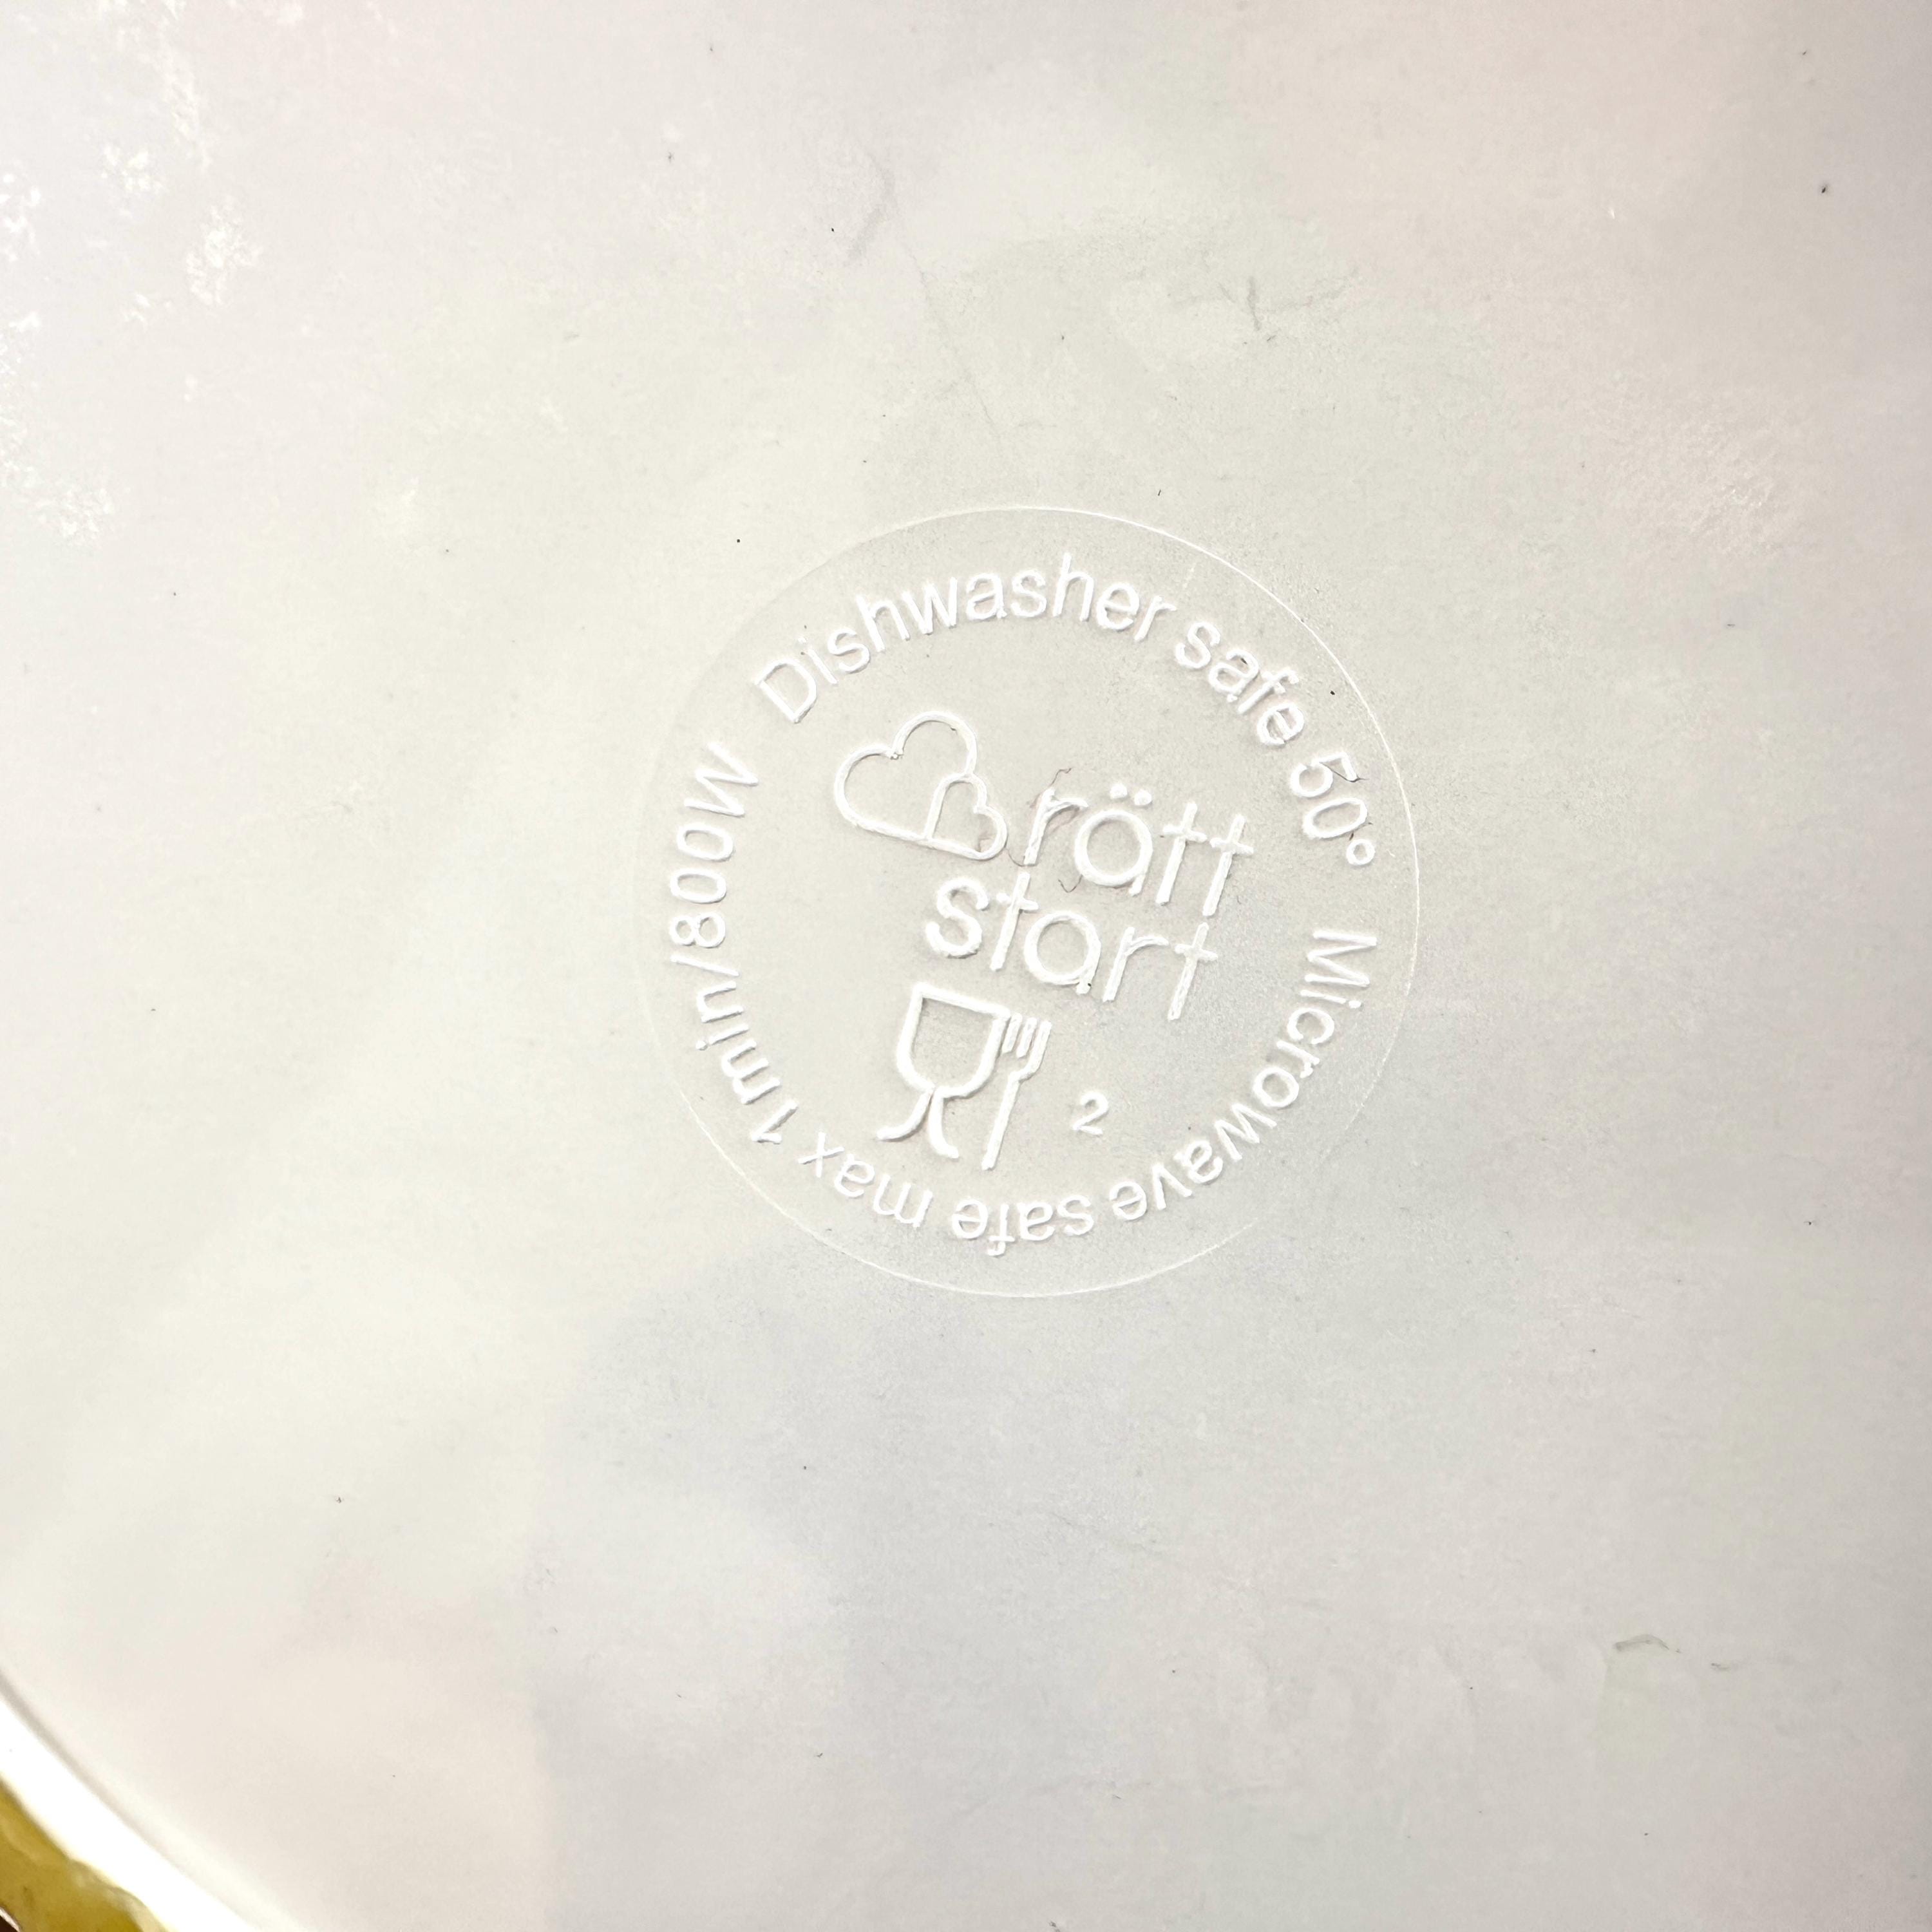 Dishwasher safe 50° Microwave safe max 1min/800W
rätt
start
2